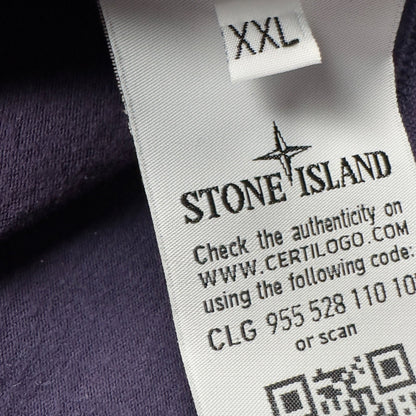 XXL
STONE ISLAND
Check the authenticity on
WWW.CERTILOGO.COM
using the following code:
CLG 955 528 110 10
or scan